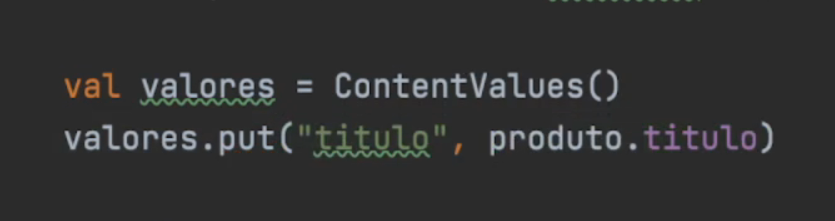 val valores = ContentValues()
valores.put("titulo", produto.titulo)